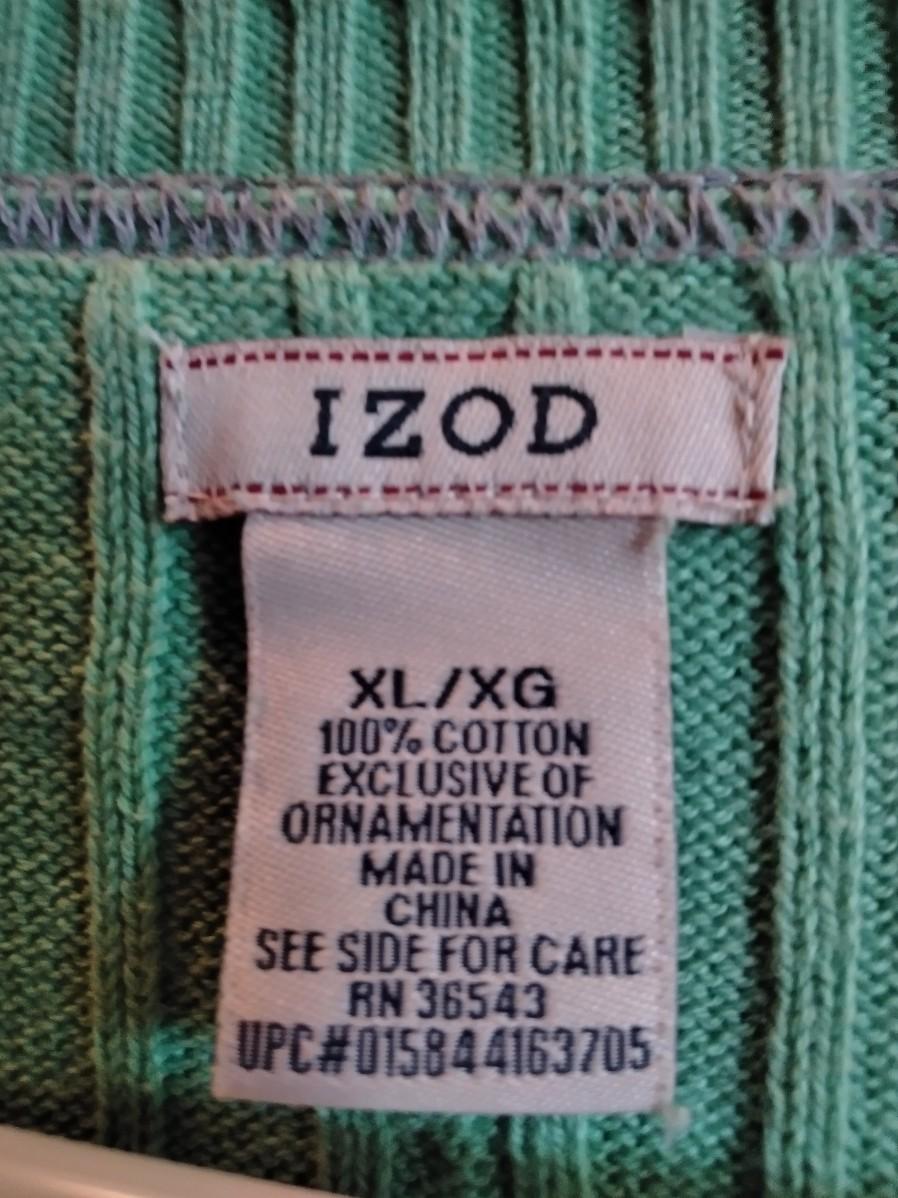 IZOD
XL/XG
100% COTTON
EXCLUSIVE OF
ORNAMENTATION
MADE IN
CHINA
SEE SIDE FOR CARE
RN 36543
UPC#015844163705